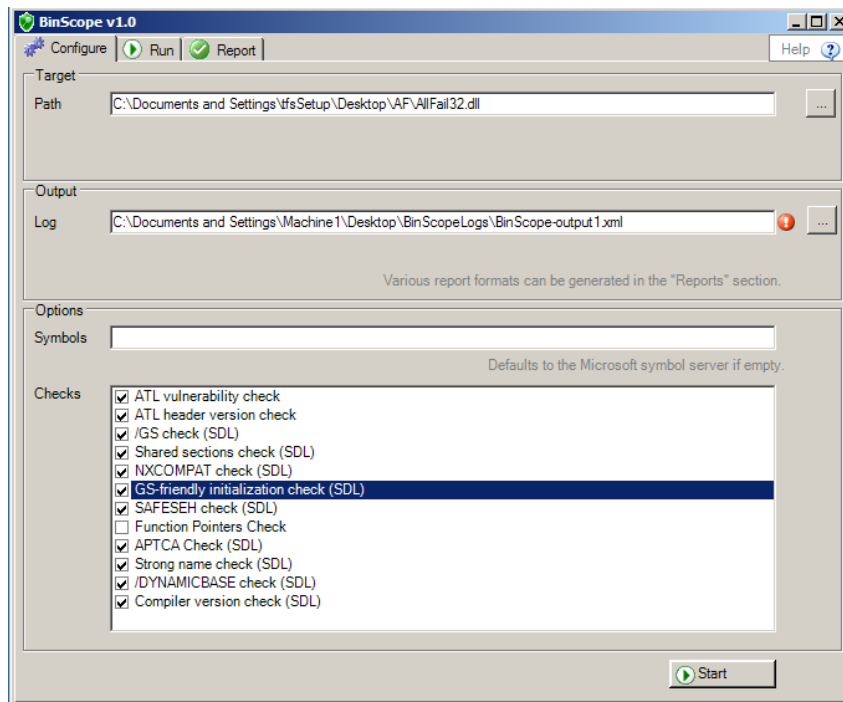 BinScope v1.0
Configure
Run
Report
Help
Target
Path
C:\Documents and Settings\tfsSetup\Desktop\AF\AllFail32.dll
...
Output
Log
C:\Documents and Settings\Machine1\Desktop\BinScopeLogs\BinScope-output1.xml
...
Various report formats can be generated in the "Reports" section.
Options
Symbols
Defaults to the Microsoft symbol server if empty.
Checks
ATL vulnerability check
ATL header version check
/GS check (SDL)
Shared sections check (SDL)
NXCOMPAT check (SDL)
GS-friendly initialization check (SDL)
SAFESEH check (SDL)
Function Pointers Check
APTCA Check (SDL)
Strong name check (SDL)
/DYNAMICBASE check (SDL)
Compiler version check (SDL)
Start